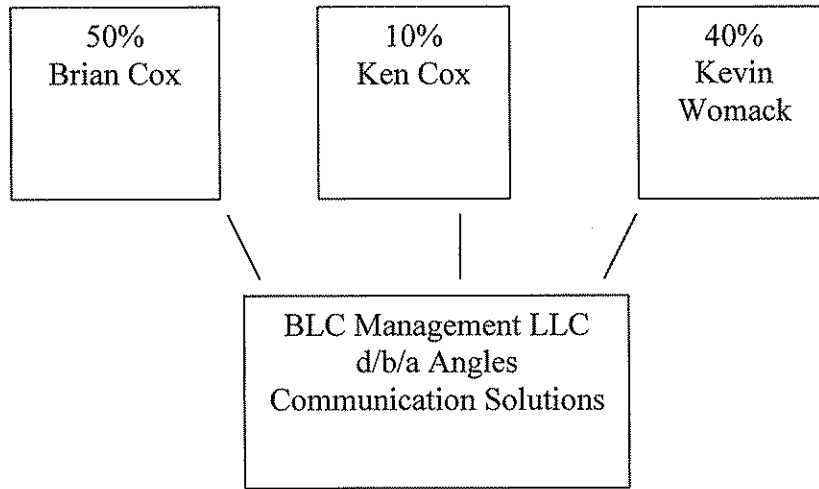 50%
Brian Cox
10%
Ken Cox
40%
Kevin
Womack
BLC Management LLC
d/b/a Angles
Communication Solutions